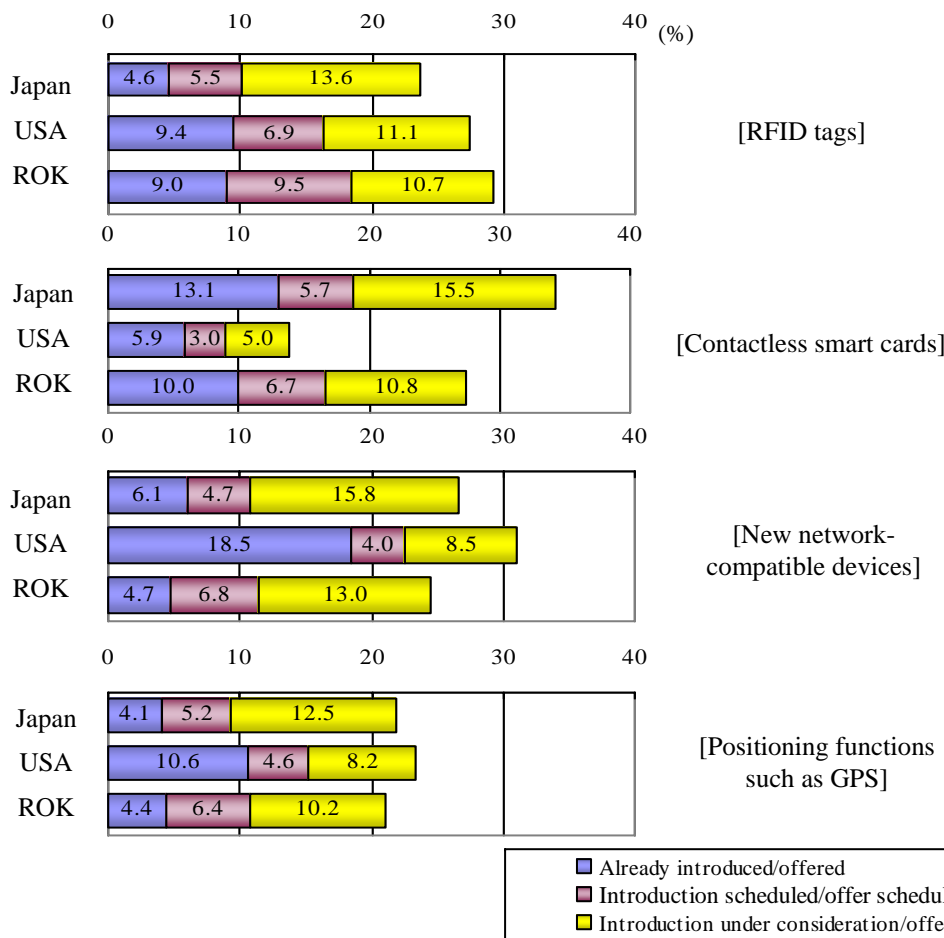 0 10 20 30 40
(%)
Japan 4.6 5.5 13.6
USA 9.4 6.9 11.1
[RFID tags]
ROK 9.0 9.5 10.7
0 10 20 30 40
Japan 13.1 5.7 15.5
USA 5.9 3.0 5.0
[Contactless smart cards]
ROK 10.0 6.7 10.8
0 10 20 30 40
Japan 6.1 4.7 15.8
USA 18.5 4.0 8.5
[New network-
compatible devices]
ROK 4.7 6.8 13.0
0 10 20 30 40
Japan 4.1 5.2 12.5
USA 10.6 4.6 8.2
[Positioning functions
such as GPS]
ROK 4.4 6.4 10.2
Already introduced/offered
Introduction scheduled/offer
Introduction under